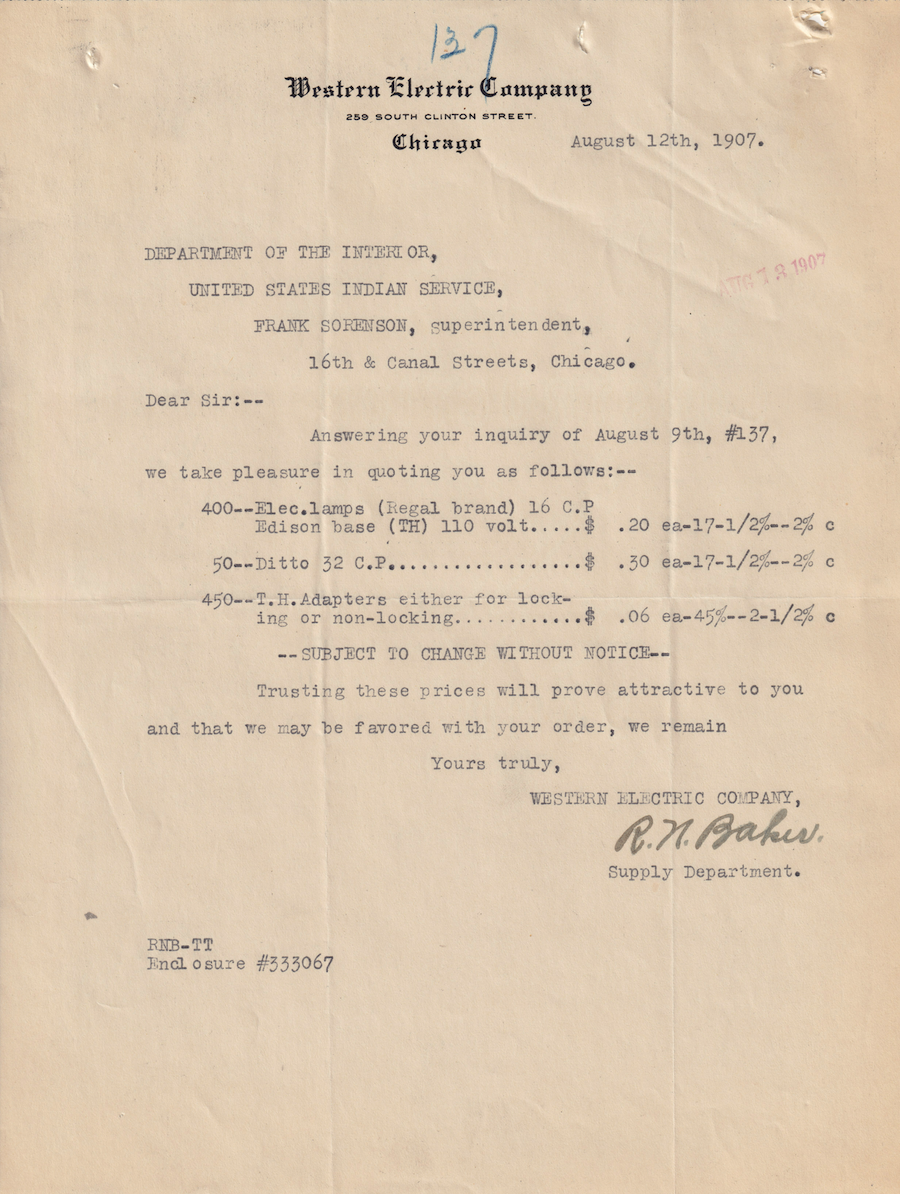 137
Western Electric Company
259 SOUTH CLINTON STREET.
Chicago
August 12th, 1907.
DEPARTMENT OF THE INTERIOR,
AUG 13 1907
UNITED STATES INDIAN SERVICE,
FRANK SORENSON, superintendent,
16th & Canal Streets, Chicago.
Dear Sir:--
Answering your inquiry of August 9th, #137,
we take pleasure in quoting you as follows:--
400--Elec.lamps (Regal brand) 16 C.P
Edison base (TH) 110 volt.....$ .20 ea-17-1/2%--2% c
50--Ditto 32 C.P..................$ .30 ea-17-1/2%--2% c
450--T.H.Adapters either for lock-
ing or non-locking............$ .06 ea-45%--2-1/2% c
--SUBJECT TO CHANGE WITHOUT NOTICE--
Trusting these prices will prove attractive to you
and that we may be favored with your order, we remain
Yours truly,
WESTERN ELECTRIC COMPANY,
R.N. Baker.
Supply Department.
RNB-TT
Enclosure #333067